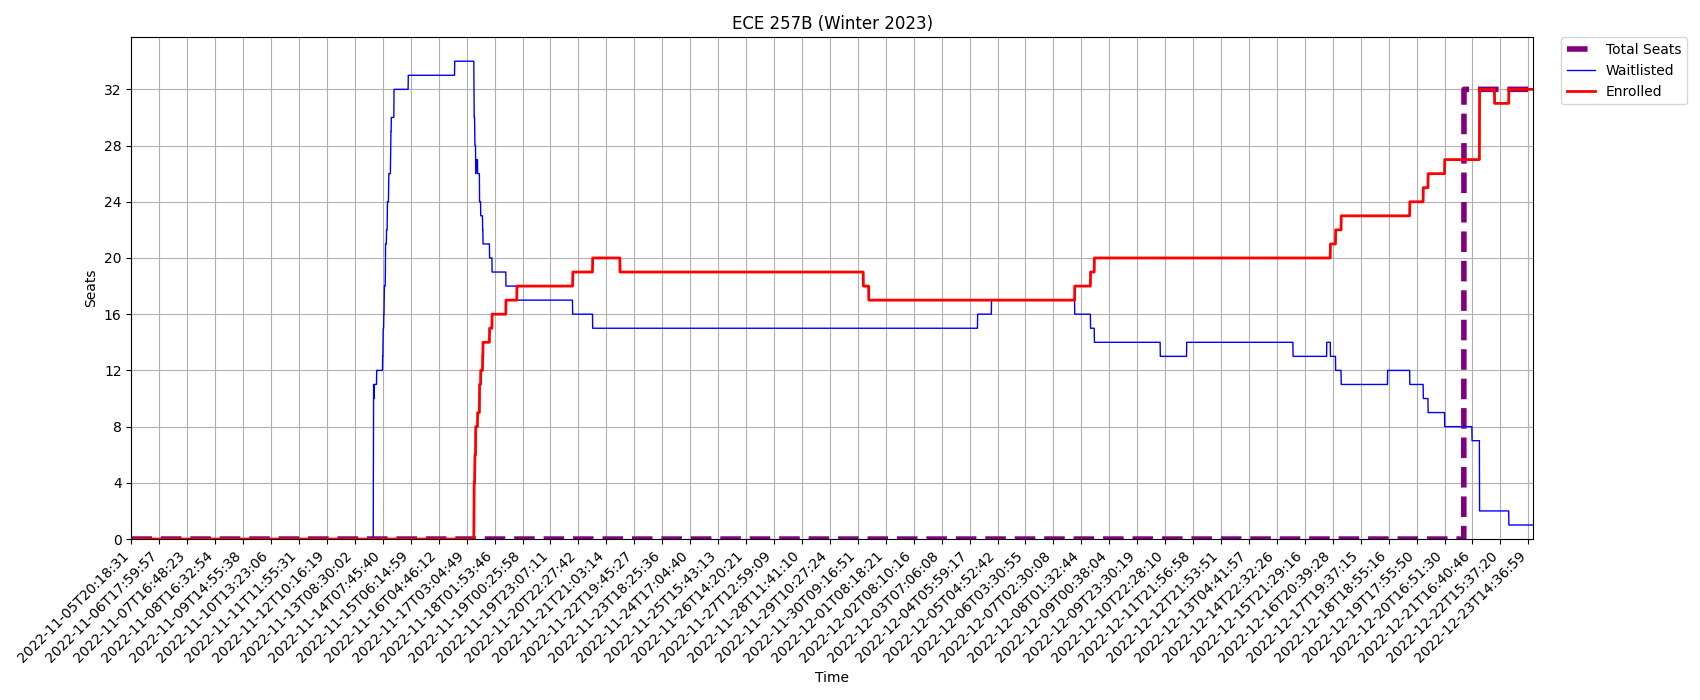 ECE 257B (Winter 2023)
Total Seats
Waitlisted
Enrolled
Seats
32
28
24
20
16
12
8
4
0
2022-11-05T20:18:31
2022-11-06T17:59:57
2022-11-07T16:48:23
2022-11-08T16:32:54
2022-11-09T14:55:38
2022-11-10T13:23:06
2022-11-11T11:55:31
2022-11-12T10:16:19
2022-11-13T08:30:02
2022-11-14T07:45:40
2022-11-15T06:14:59
2022-11-16T04:46:12
2022-11-17T03:04:49
2022-11-18T01:53:46
2022-11-19T00:25:58
2022-11-19T23:07:11
2022-11-20T22:27:42
2022-11-21T21:03:14
2022-11-22T19:45:27
2022-11-23T18:25:36
2022-11-24T17:04:40
2022-11-25T15:43:13
2022-11-26T14:20:21
2022-11-27T12:59:09
2022-11-28T11:41:10
2022-11-29T10:27:24
2022-11-30T09:16:51
2022-12-01T08:18:21
2022-12-02T08:10:16
2022-12-03T07:06:08
2022-12-04T05:59:17
2022-12-05T04:52:42
2022-12-06T03:30:55
2022-12-07T02:30:08
2022-12-08T01:32:44
2022-12-09T00:38:04
2022-12-09T23:30:19
2022-12-10T22:28:10
2022-12-11T21:56:58
2022-12-12T21:53:51
2022-12-13T04:41:57
2022-12-14T22:32:26
2022-12-15T21:29:16
2022-12-16T20:39:28
2022-12-17T19:37:15
2022-12-18T18:55:16
2022-12-19T17:55:50
2022-12-20T16:51:30
2022-12-21T16:40:46
2022-12-22T15:37:20
2022-12-23T14:36:59
Time